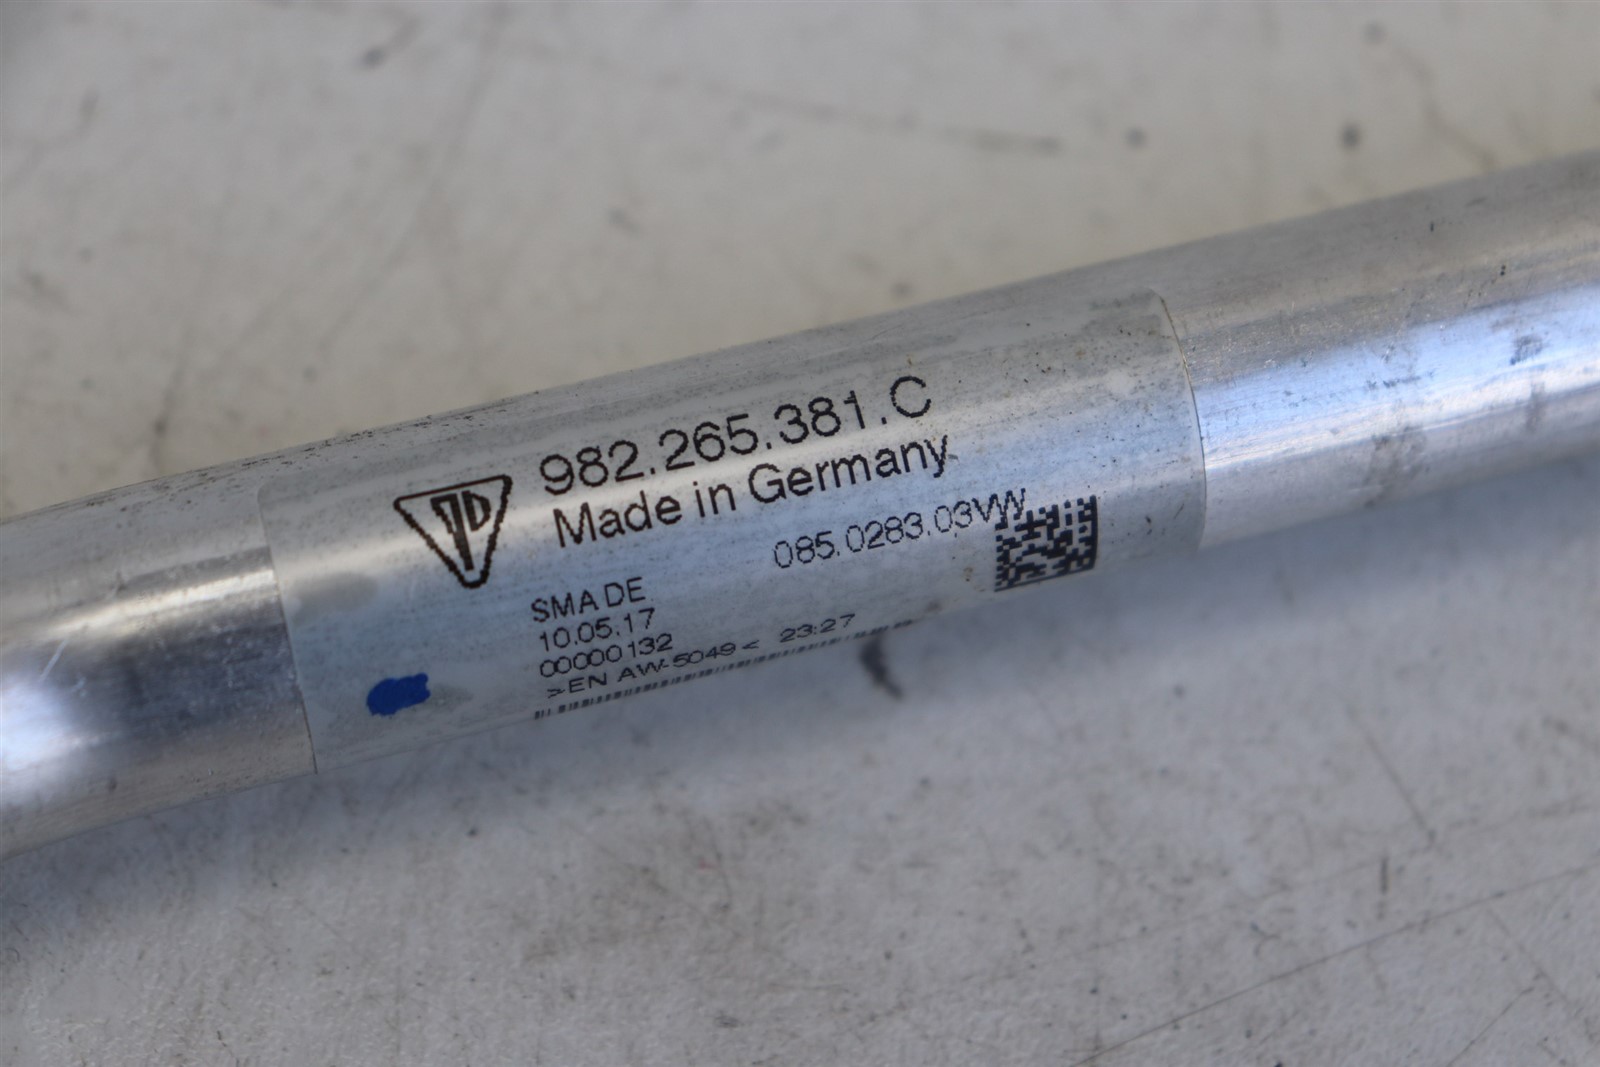 982.265.381.C
Made in Germany
085.0283.03VW
SMA DE
10.05.17
00000132
>EN AW-5049< 23:27